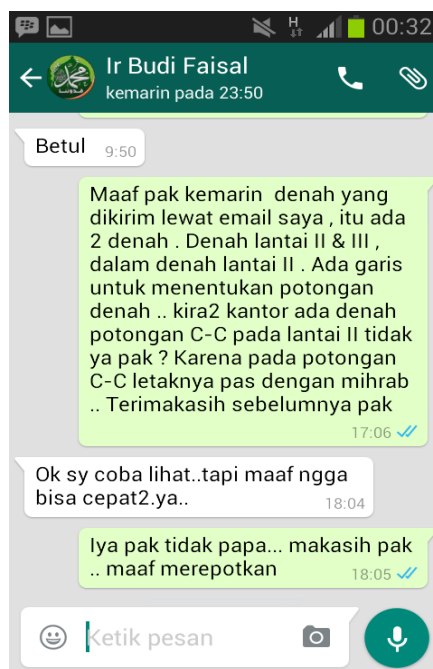 H 00:32
Ir Budi Faisal
kemarin pada 23:50
Betul 9:50
Maaf pak kemarin denah yang
dikirim lewat email saya , itu ada
2 denah . Denah lantai II & III ,
dalam denah lantai II . Ada garis
untuk menentukan potongan
denah .. kira2 kantor ada denah
potongan C-C pada lantai II tidak
ya pak ? Karena pada potongan
C-C letaknya pas dengan mihrab
.. Terimakasih sebelumnya pak
17:06
Ok sy coba lihat..tapi maaf ngga
bisa cepat2.ya.. 18:04
Iya pak tidak papa... makasih pak
.. maaf merepotkan 18:05
Ketik pesan